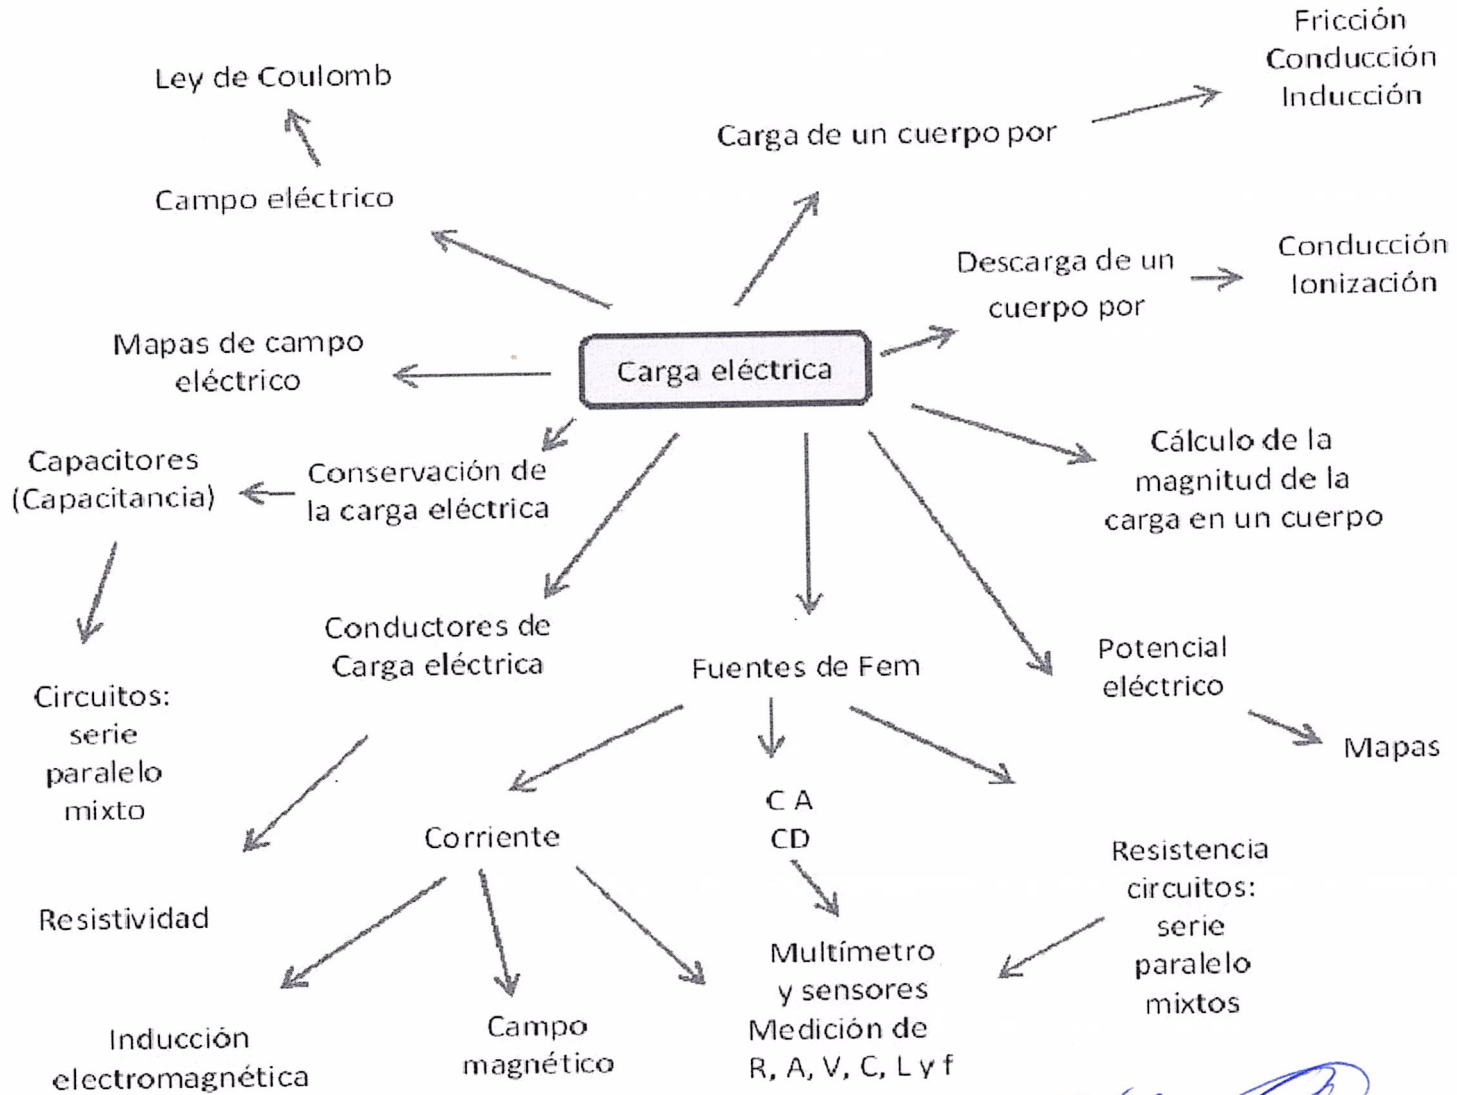 Fricción
Conducción
Inducción
Ley de Coulomb
Carga de un cuerpo por
Campo eléctrico
Descarga de un
cuerpo por
Conducción
Ionización
Mapas de campo
eléctrico
Carga eléctrica
Capacitores
(Capacitancia)
Conservación de
la carga eléctrica
Cálculo de la
magnitud de la
carga en un cuerpo
Conductores de
Carga eléctrica
Fuentes de Fem
Potencial
eléctrico
Circuitos:
serie
paralelo
mixto
Mapas
Corriente
C A
CD
Resistencia
circuitos:
serie
paralelo
mixtos
Resistividad
Multímetro
y sensores
Medición de
R, A, V, C, L y f
Inducción
electromagnética
Campo
magnético